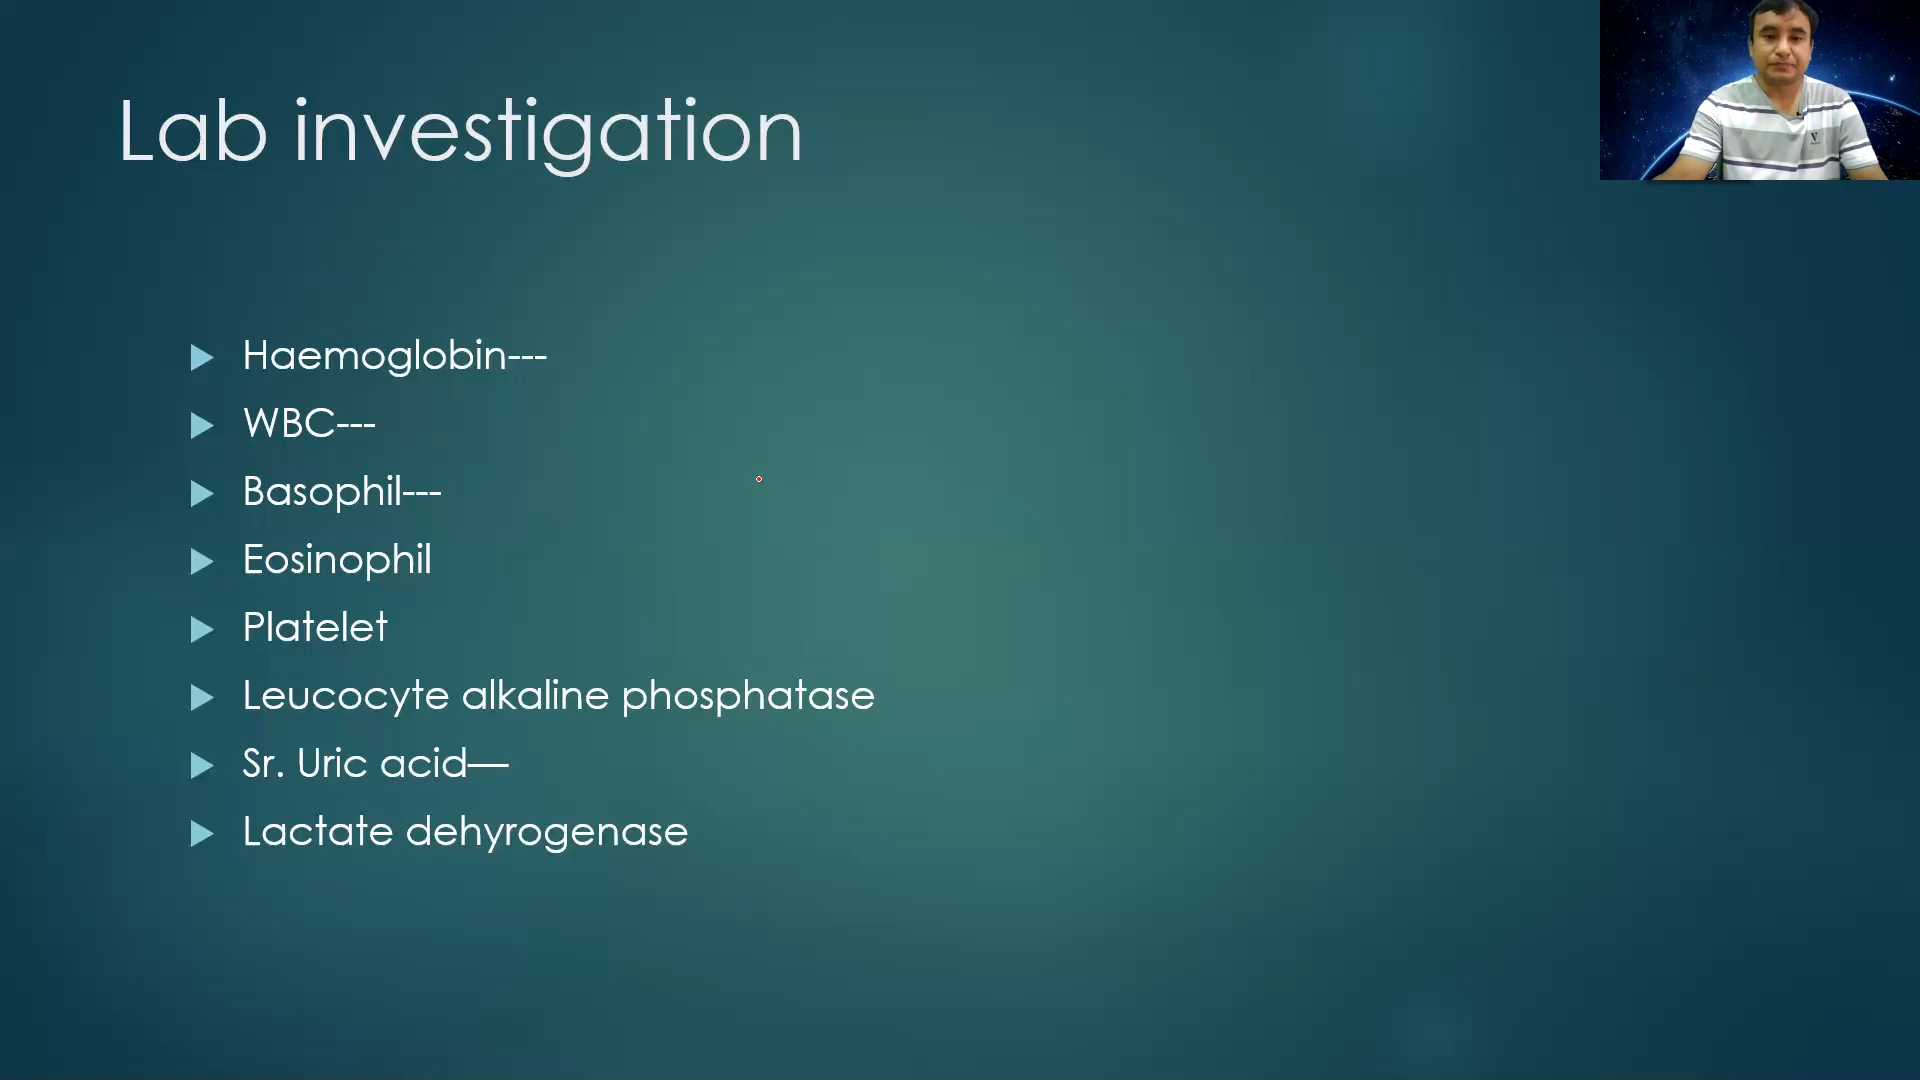 Lab investigation
Haemoglobin---
WBC---
Basophil---
Eosinophil
Platelet
Leucocyte alkaline phosphatase
Sr. Uric acid—
Lactate dehyrogenase